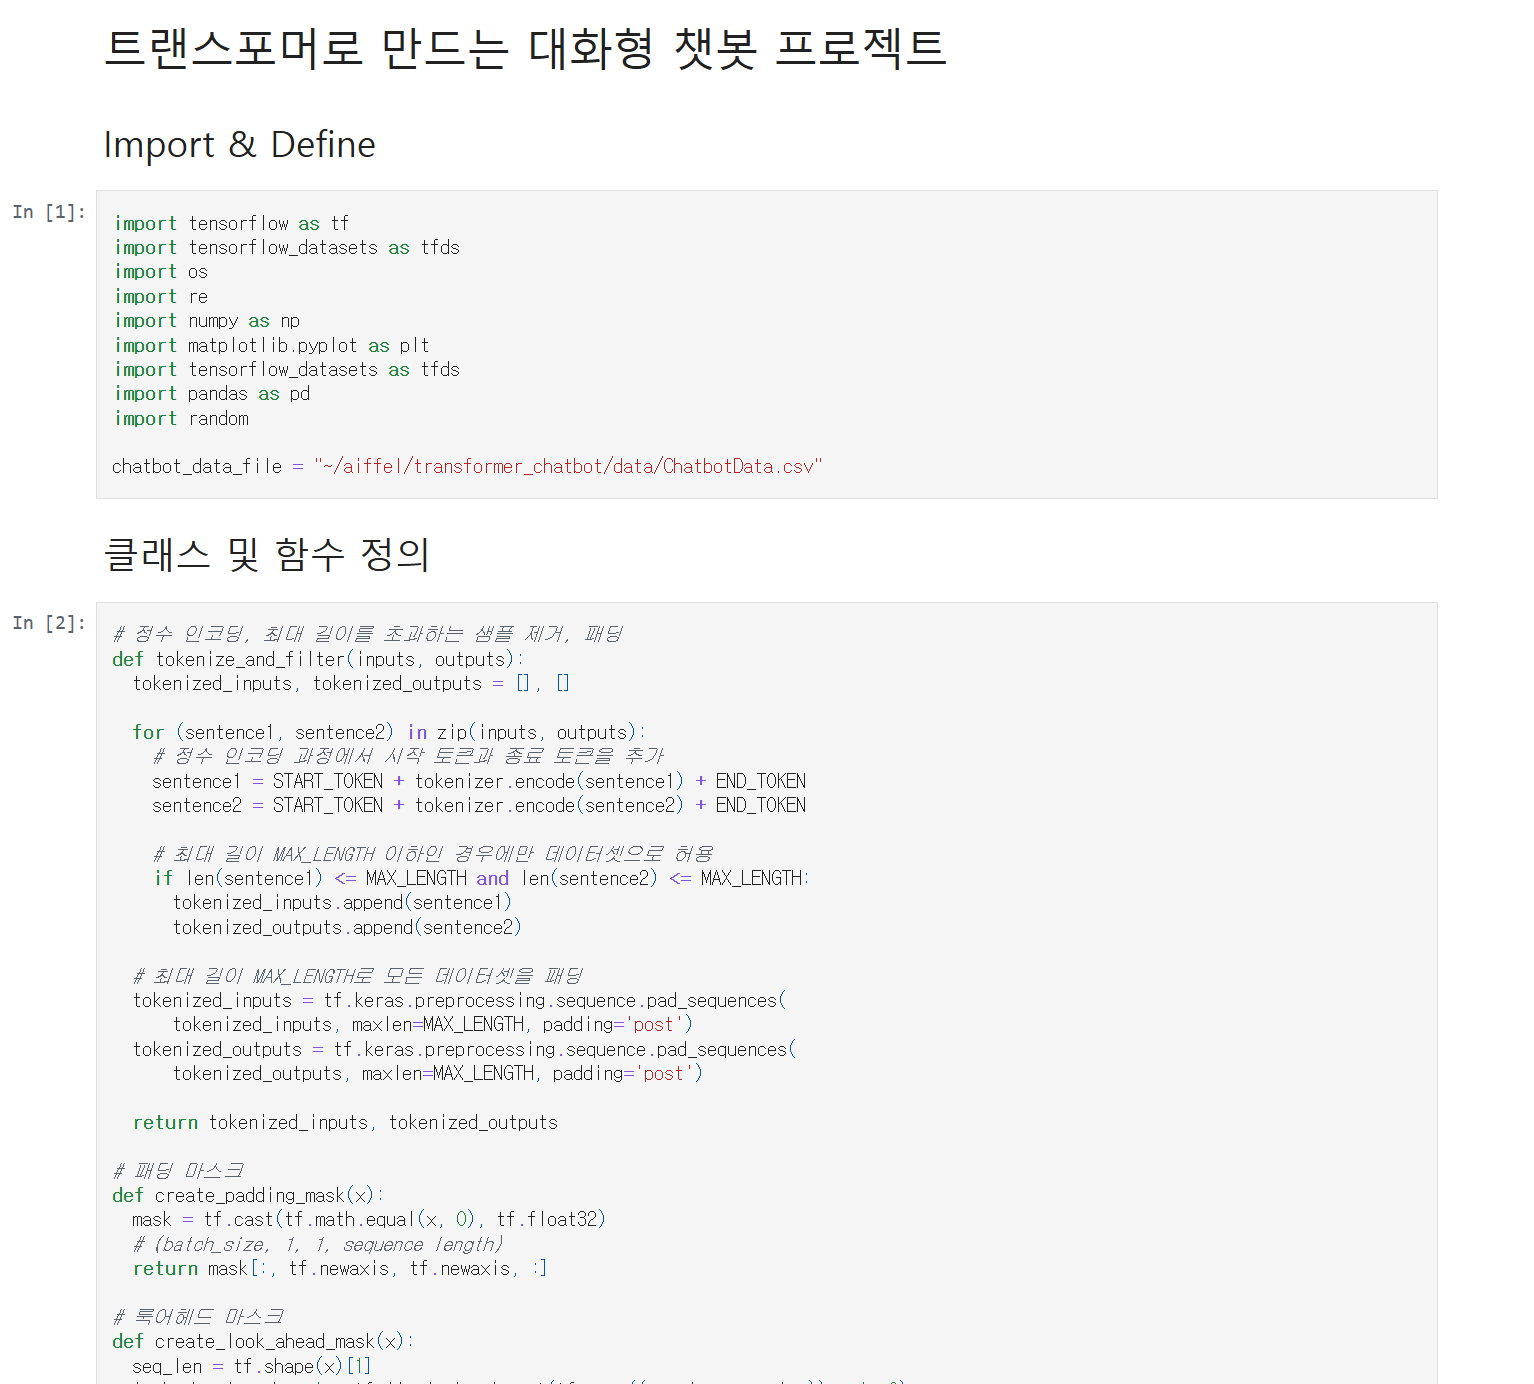 트랜스포머로 만드는 대화형 챗봇 프로젝트
Import & Define
In [1]:
import tensorflow as tf
import tensorflow_datasets as tfds
import os
import re
import numpy as np
import matplotlib.pyplot as plt
import tensorflow_datasets as tfds
import pandas as pd
import random
chatbot_data_file = "~/aiffel/transformer_chatbot/data/ChatbotData.csv"
클래스 및 함수 정의
In [2]:
# 정수 인코딩, 최대 길이를 초과하는 샘플 제거, 패딩
def tokenize_and_filter(inputs, outputs):
  tokenized_inputs, tokenized_outputs = [], []
  for (sentence1, sentence2) in zip(inputs, outputs):
    # 정수 인코딩 과정에서 시작 토큰과 종료 토큰을 추가
    sentence1 = START_TOKEN + tokenizer.encode(sentence1) + END_TOKEN
    sentence2 = START_TOKEN + tokenizer.encode(sentence2) + END_TOKEN
    # 최대 길이 MAX_LENGTH 이하인 경우에만 데이터셋으로 허용
    if len(sentence1) <= MAX_LENGTH and len(sentence2) <= MAX_LENGTH:
      tokenized_inputs.append(sentence1)
      tokenized_outputs.append(sentence2)
  # 최대 길이 MAX_LENGTH로 모든 데이터셋을 패딩
  tokenized_inputs = tf.keras.preprocessing.sequence.pad_sequences(
      tokenized_inputs, maxlen=MAX_LENGTH, padding='post')
  tokenized_outputs = tf.keras.preprocessing.sequence.pad_sequences(
      tokenized_outputs, maxlen=MAX_LENGTH, padding='post')
  return tokenized_inputs, tokenized_outputs
# 패딩 마스크
def create_padding_mask(x):
  mask = tf.cast(tf.math.equal(x, 0), tf.float32)
  # (batch_size, 1, 1, sequence length)
  return mask[:, tf.newaxis, tf.newaxis, :]
# 룩어헤드 마스크
def create_look_ahead_mask(x):
  seq_len = tf.shape(x)[1]